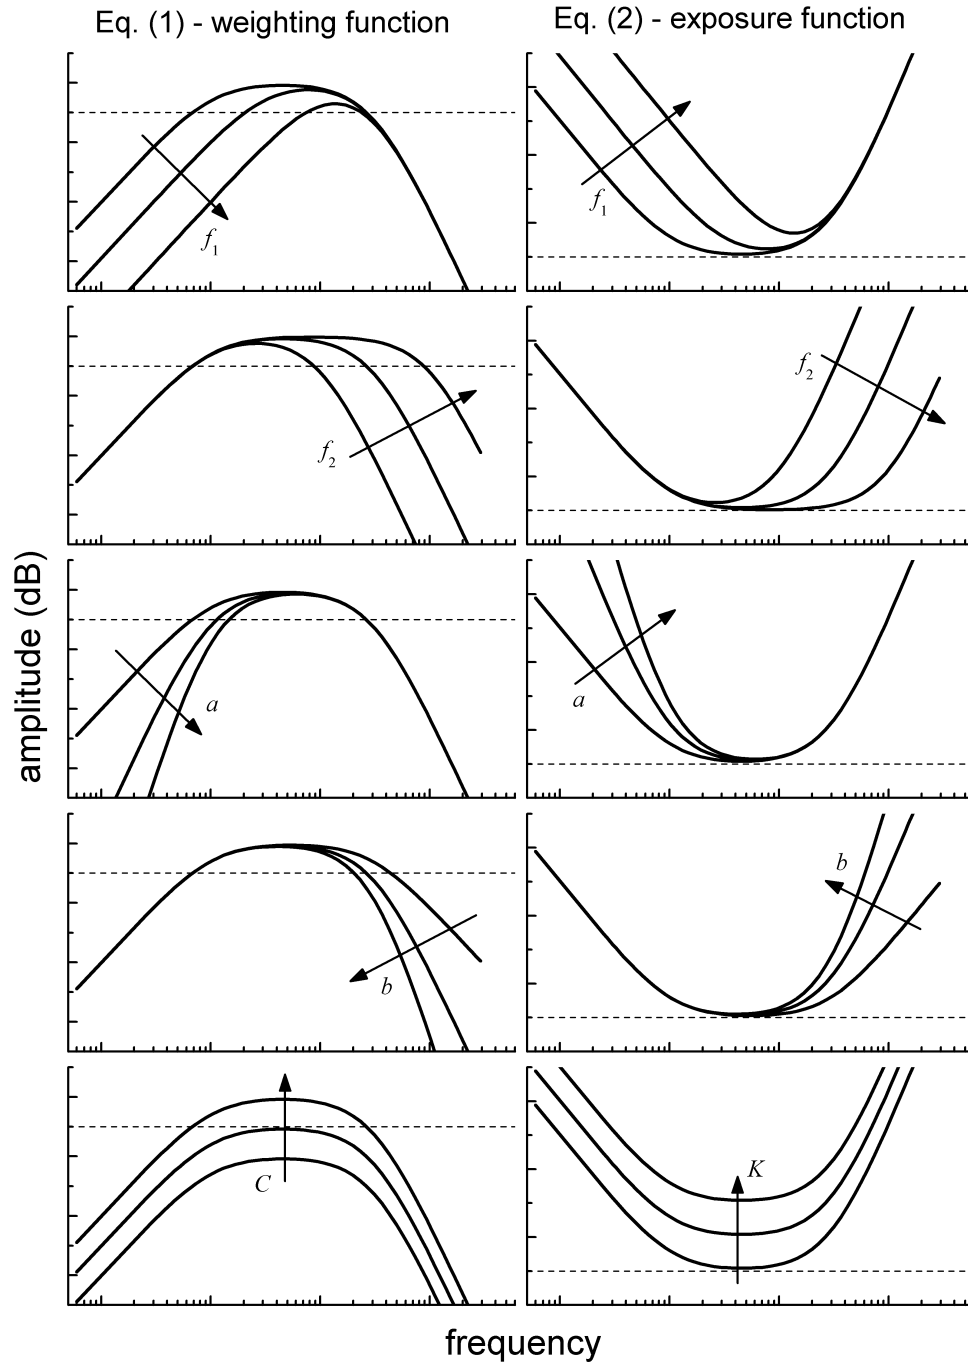 Eq. (1) - weighting function
Eq. (2) - exposure function
f1
f1
f2
f2
amplitude (dB)
a
a
b
b
C
K
frequency